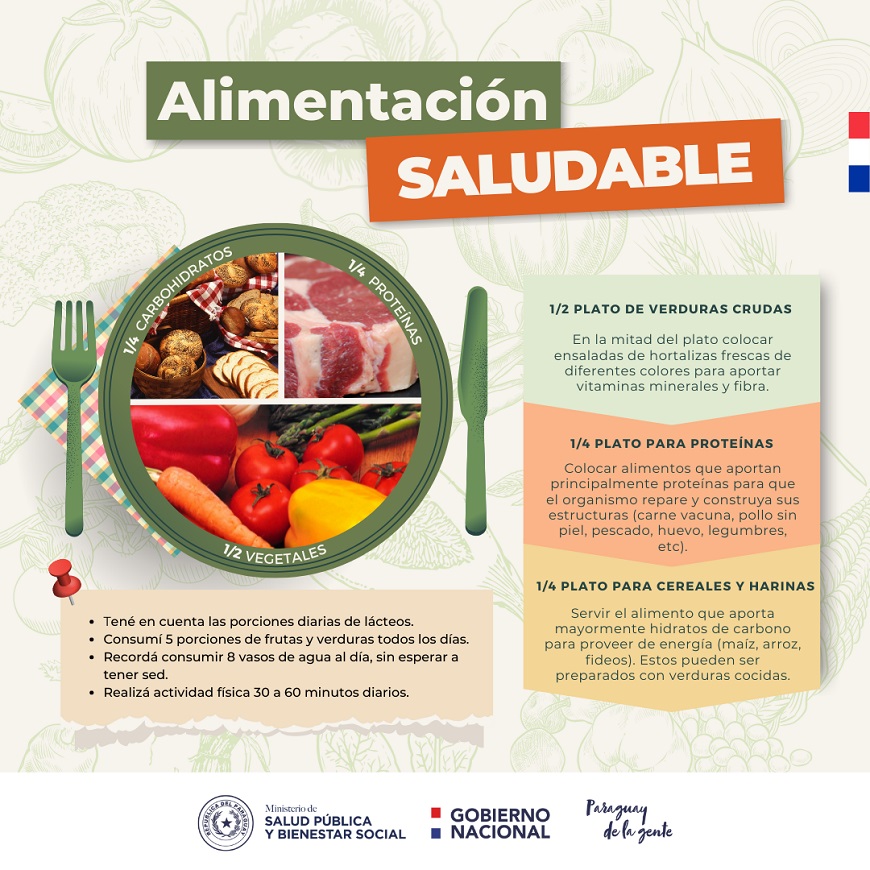 Alimentación
SALUDABLE
1/4 CARBOHIDRATOS
1/4 PROTEÍNAS
1/2 VEGETALES
1/2 PLATO DE VERDURAS CRUDAS
En la mitad del plato colocar
ensaladas de hortalizas frescas de
diferentes colores para aportar
vitaminas minerales y fibra.
1/4 PLATO PARA PROTEÍNAS
Colocar alimentos que aportan
principalmente proteínas para que
el organismo repare y construya sus
estructuras (carne vacuna, pollo sin
piel, pescado, huevo, legumbres,
etc).
1/4 PLATO PARA CEREALES Y HARINAS
Servir el alimento que aporta
mayormente hidratos de carbono
para proveer de energía (maíz, arroz,
fideos). Estos pueden ser
preparados con verduras cocidas.
• Tené en cuenta las porciones diarias de lácteos.
• Consumí 5 porciones de frutas y verduras todos los días.
• Recordá consumir 8 vasos de agua al día, sin esperar a
tener sed.
• Realizá actividad física 30 a 60 minutos diarios.
REPÚBLICA DEL PARAGUAY
Ministerio de
SALUD PÚBLICA
Y BIENESTAR SOCIAL
GOBIERNO
NACIONAL
Paraguay
de la gente